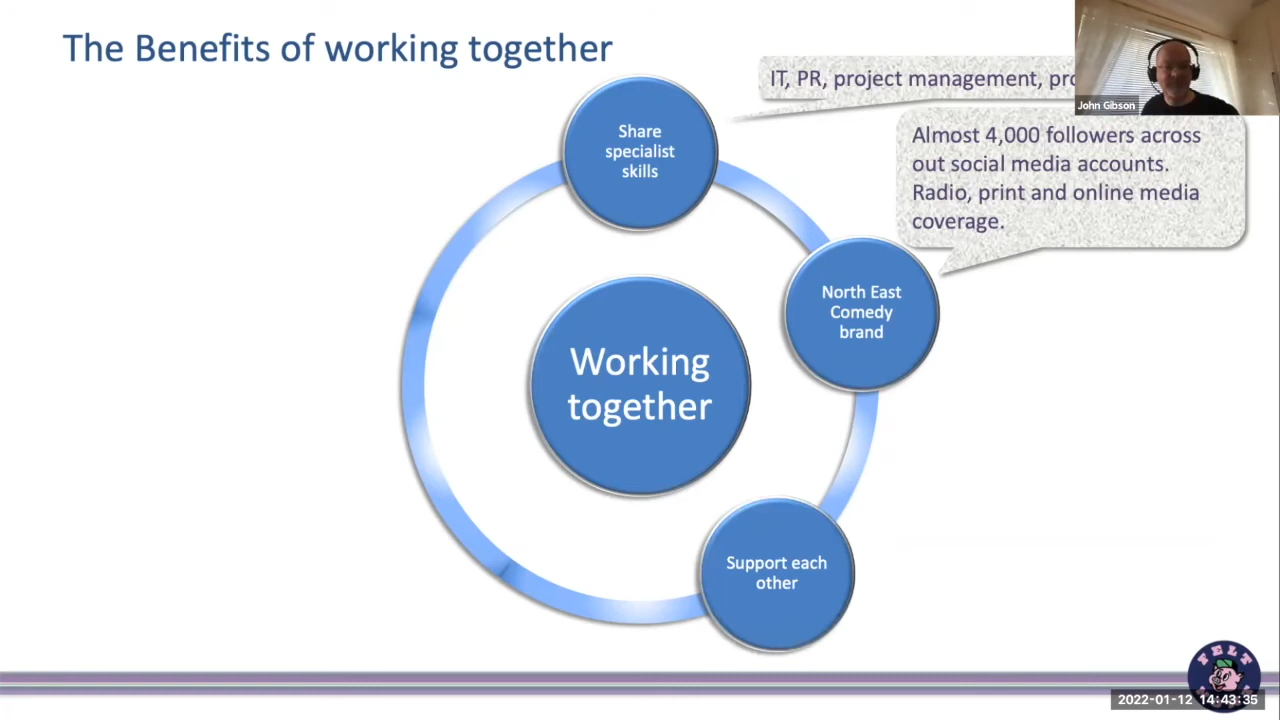 The Benefits of working together
IT, PR, project management,
John Gibson
Almost 4,000 followers across
out social media accounts.
Radio, print and online media
coverage.
Share
specialist
skills
North East
Comedy
brand
Working
together
Support each
other
FELT
2022-01-12 14:43:35